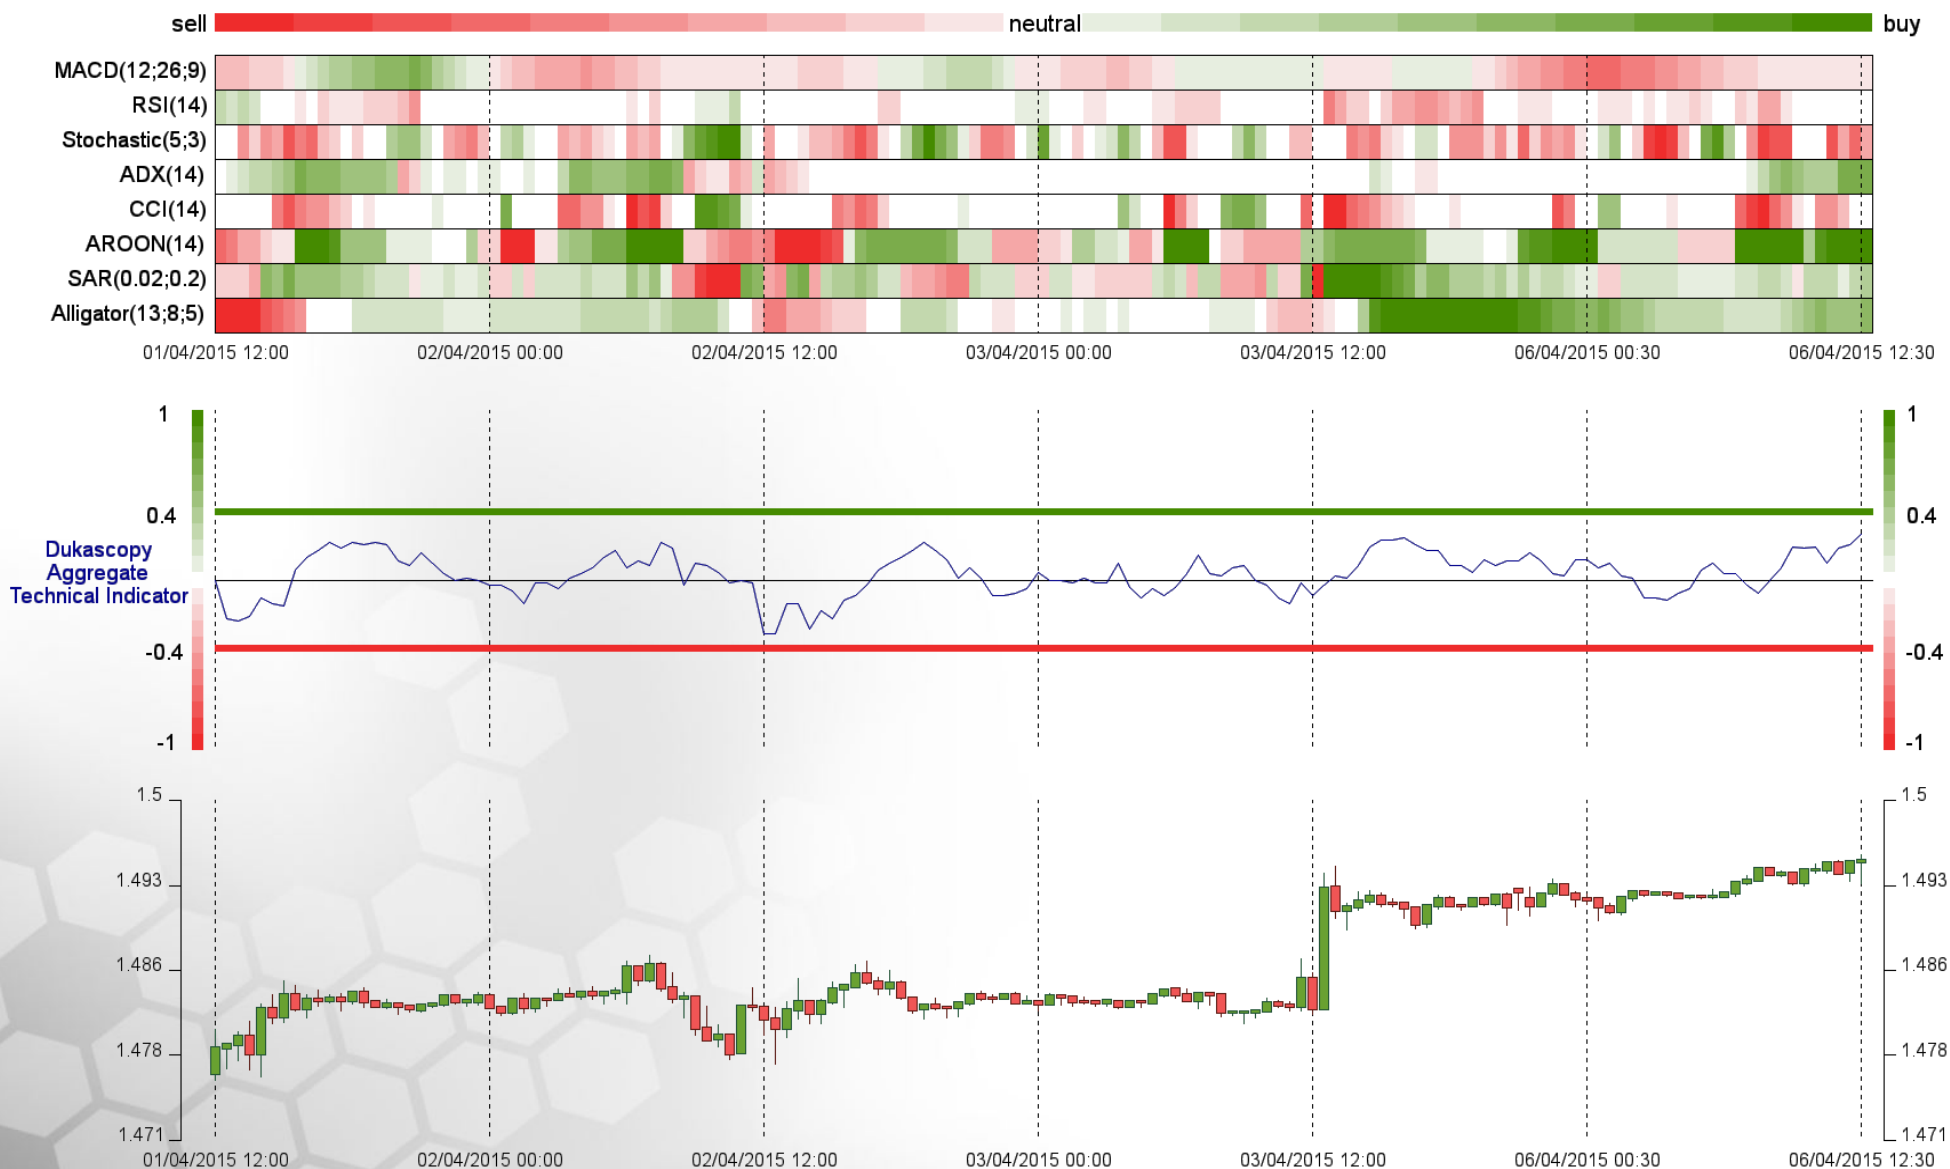 sell neutral buy
MACD(12;26;9)
RSI(14)
Stochastic(5;3)
ADX(14)
CCI(14)
AROON(14)
SAR(0.02;0.2)
Alligator(13;8;5)
01/04/2015 12:00 02/04/2015 00:00 02/04/2015 12:00 03/04/2015 00:00 03/04/2015 12:00 06/04/2015 00:30 06/04/2015 12:30
1 1
0.4 0.4
Dukascopy
Aggregate
Technical Indicator
-0.4 -0.4
-1 -1
1.5 1.5
1.493 1.493
1.486 1.486
1.478 1.478
1.471 1.471
01/04/2015 12:00 02/04/2015 00:00 02/04/2015 12:00 03/04/2015 00:00 03/04/2015 12:00 06/04/2015 00:30 06/04/2015 12:30